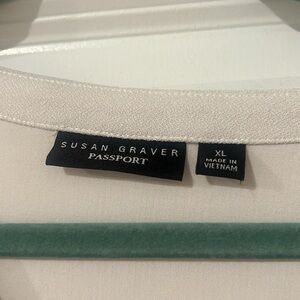 SUSAN GRAVER
PASSPORT
XL
MADE IN
VIETNAM